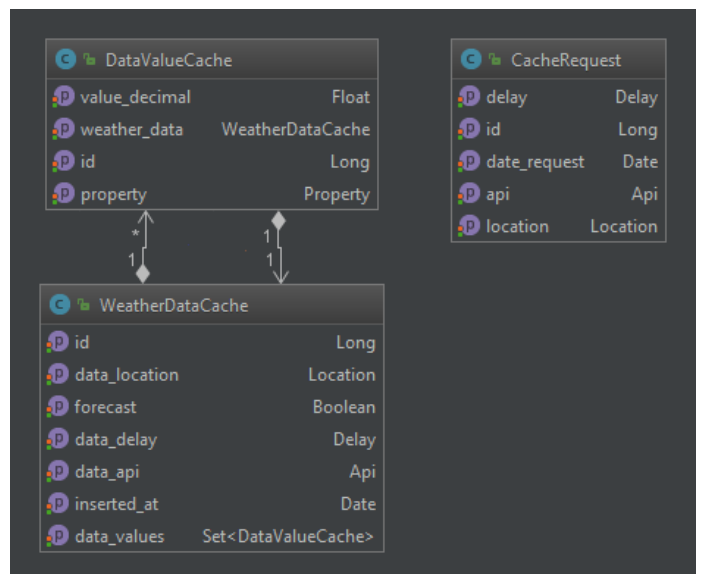 DataValueCache
value_decimal Float
weather_data WeatherDataCache
id Long
property Property
CacheRequest
delay Delay
id Long
date_request Date
api Api
location Location
* 1
1 1
WeatherDataCache
id Long
data_location Location
forecast Boolean
data_delay Delay
data_api Api
inserted_at Date
data_values Set<DataValueCache>